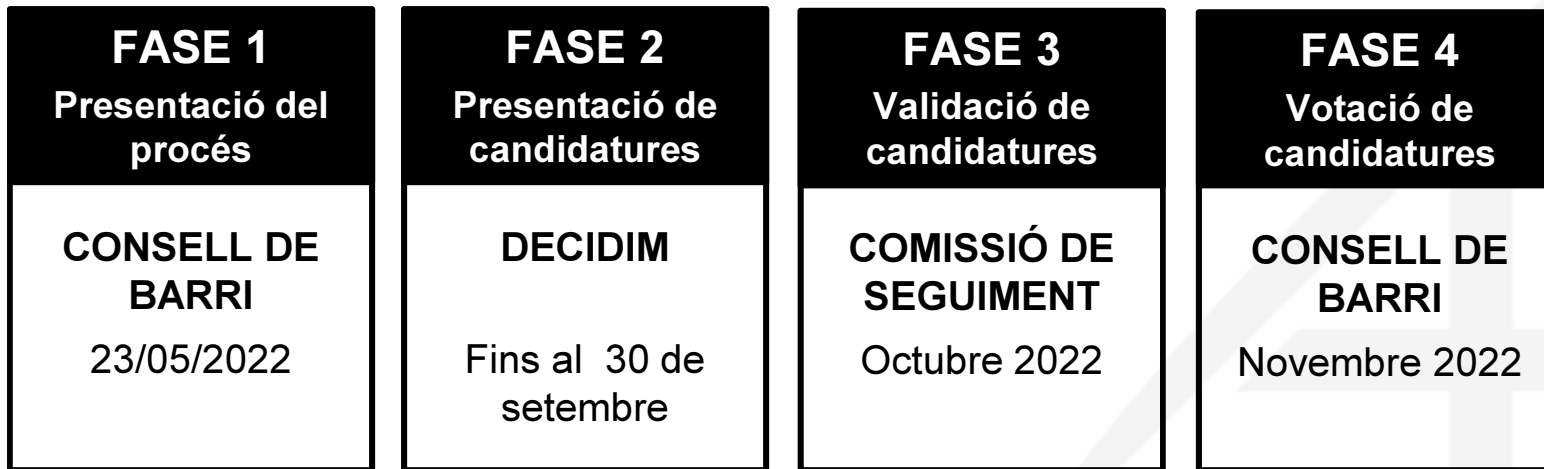 FASE 1
Presentació del
procés
CONSELL DE
BARRI
23/05/2022
FASE 2
Presentació de
candidatures
DECIDIM
Fins al 30 de
setembre
FASE 3
Validació de
candidatures
COMISSIÓ DE
SEGUIMENT
Octubre 2022
FASE 4
Votació de
candidatures
CONSELL DE
BARRI
Novembre 2022